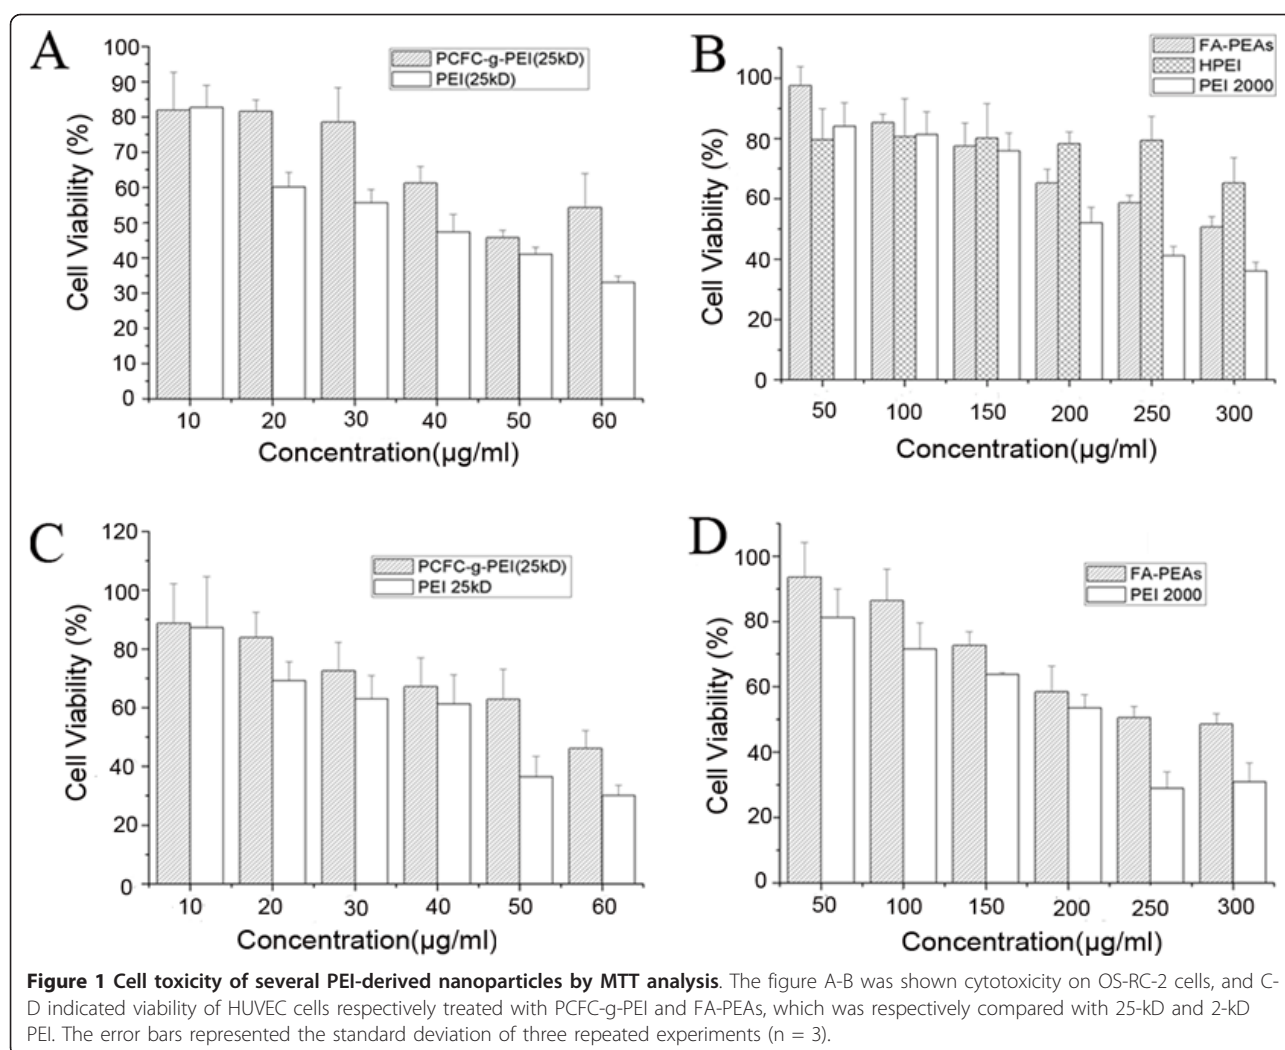 A
100
90
80
70
60
50
40
30
20
10
0
Cell Viability (%)
PCFC-g-PEI(25kD)
PEI(25kD)
10 20 30 40 50 60
Concentration(µg/ml)
B
100
80
60
40
20
0
Cell Viability (%)
FA-PEAs
HPEI
PEI 2000
50 100 150 200 250 300
Concentration(µg/ml)
C
120
100
80
60
40
20
0
Cell Viability (%)
PCFC-g-PEI(25kD)
PEI 25kD
10 20 30 40 50 60
Concentration(µg/ml)
D
100
80
60
40
20
0
Cell Viability (%)
FA-PEAs
PEI 2000
50 100 150 200 250 300
Concentration(µg/ml)
Figure 1 Cell toxicity of several PEI-derived nanoparticles by MTT analysis. The figure A-B was shown cytotoxicity on OS-RC-2 cells, and C-
D indicated viability of HUVEC cells respectively treated with PCFC-g-PEI and FA-PEAs, which was respectively compared with 25-kD and 2-kD
PEI. The error bars represented the standard deviation of three repeated experiments (n = 3).